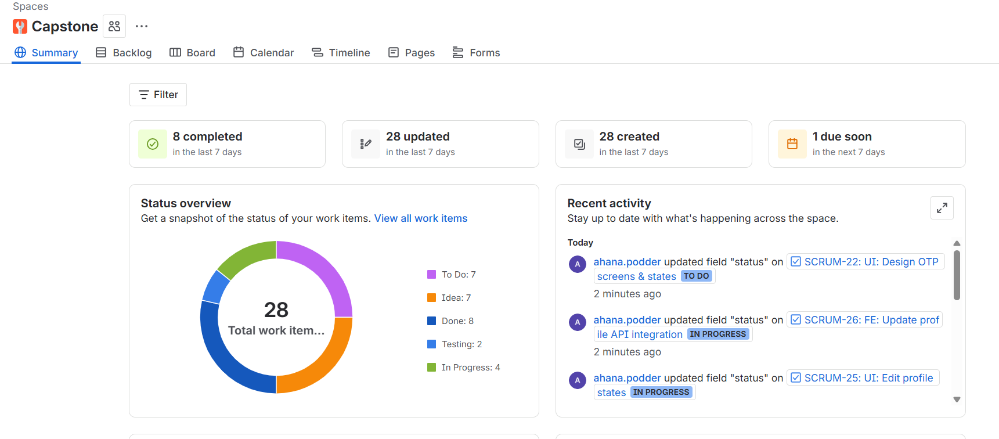 Spaces
Capstone
Summary
Backlog
Board
Calendar
Timeline
Pages
Forms
Filter
8 completed
in the last 7 days
28 updated
in the last 7 days
28 created
in the last 7 days
1 due soon
in the next 7 days
Status overview
Get a snapshot of the status of your work items. View all work items
28
Total work item...
To Do: 7
Idea: 7
Done: 8
Testing: 2
In Progress: 4
Recent activity
Stay up to date with what's happening across the space.
Today
A
ahana.podder updated field "status" on SCRUM-22: UI: Design OTP
screens & states TO DO
2 minutes ago
A
ahana.podder updated field "status" on SCRUM-26: FE: Update prof
ile API integration IN PROGRESS
2 minutes ago
A
ahana.podder updated field "status" on SCRUM-25: UI: Edit profile
states IN PROGRESS